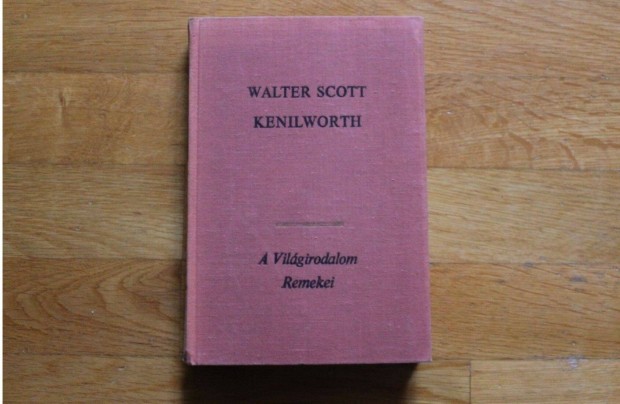 WALTER SCOTT
KENILWORTH
A Világirodalom
Remekei